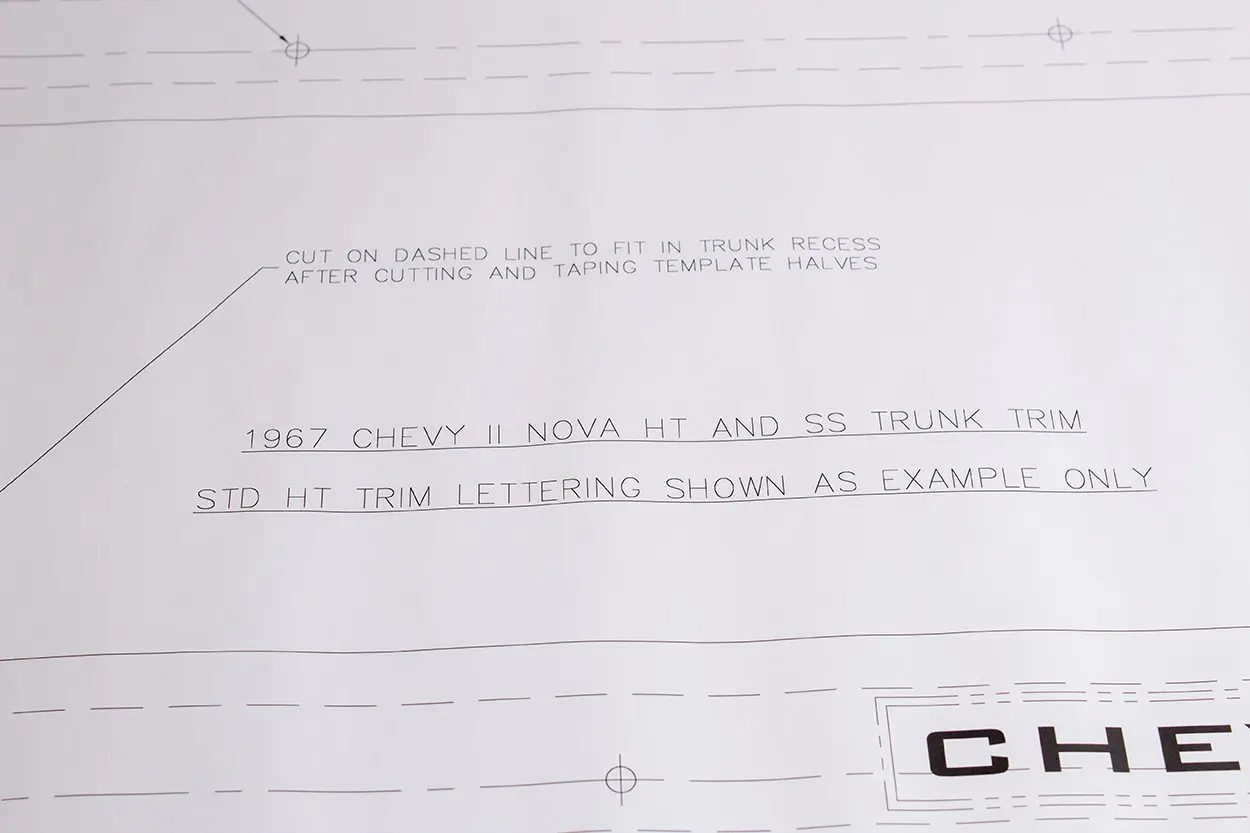 CUT ON DASHED LINE TO FIT IN TRUNK RECESS
AFTER CUTTING AND TAPING TEMPLATE HALVES
1967 CHEVY II NOVA HT AND SS TRUNK TRIM
STD HT TRIM LETTERING SHOWN AS EXAMPLE ONLY
CHE